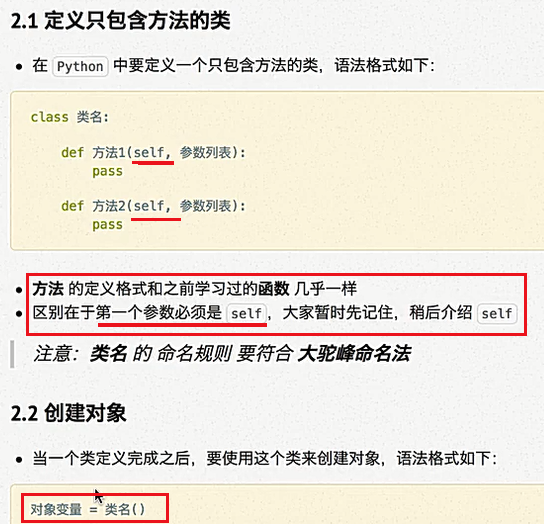 2.1 定义只包含方法的类
• 在 Python 中要定义一个只包含方法的类，语法格式如下：
class 类名:
def 方法1(self, 参数列表):
pass
def 方法2(self, 参数列表):
pass
• 方法 的定义格式和之前学习过的函数 几乎一样
• 区别在于第一个参数必须是 self，大家暂时先记住，稍后介绍 self
注意：类名 的 命名规则 要符合 大驼峰命名法
2.2 创建对象
• 当一个类定义完成之后，要使用这个类来创建对象，语法格式如下：
对象变量 = 类名()